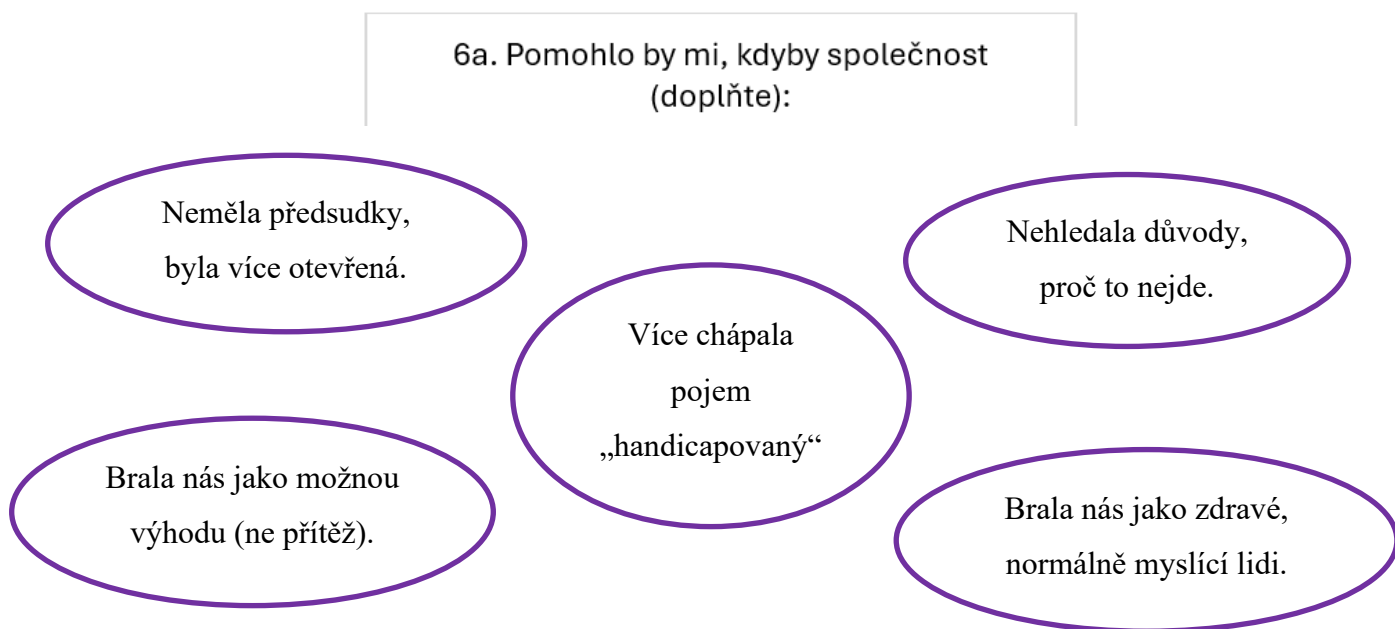 6a. Pomohlo by mi, kdyby společnost
(doplňte):
Neměla předsudky,
byla více otevřená.
Nehledala důvody,
proč to nejde.
Více chápala
pojem
„handicapovaný“
Brala nás jako možnou
výhodu (ne přítěž).
Brala nás jako zdravé,
normálně myslící lidi.